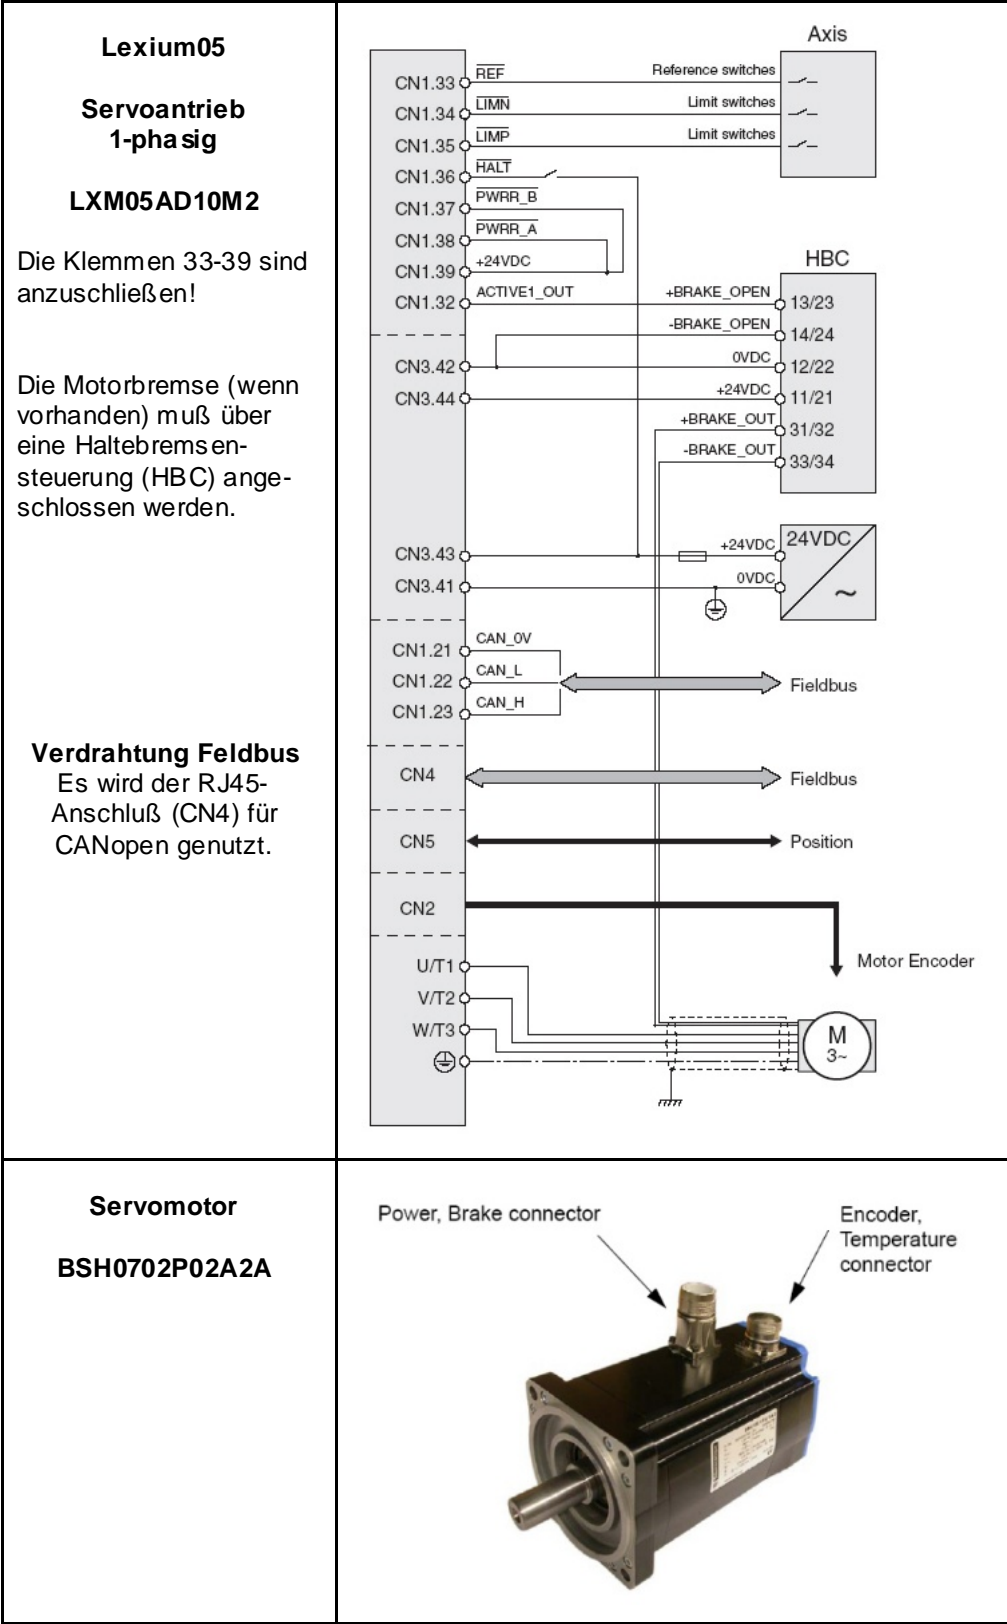 Lexium05
Servoantrieb
1-phasig
LXM05AD10M2
Die Klemmen 33-39 sind
anzuschließen!
Die Motorbremse (wenn
vorhanden) muß über
eine Haltebremsen-
steuerung (HBC) ange-
schlossen werden.
Verdrahtung Feldbus
Es wird der RJ45-
Anschluß (CN4) für
CANopen genutzt.
Axis
CN1.33 REF Reference switches
CN1.34 LIMN Limit switches
CN1.35 LIMP Limit switches
CN1.36 HALT
CN1.37 PWRR_B
CN1.38 PWRR_A
CN1.39 +24VDC
HBC
CN1.32 ACTIVE1_OUT +BRAKE_OPEN 13/23
-BRAKE_OPEN 14/24
CN3.42 0VDC 12/22
CN3.44 +24VDC 11/21
+BRAKE_OUT 31/32
-BRAKE_OUT 33/34
CN3.43 +24VDC 24VDC
CN3.41 0VDC ~
CN1.21 CAN_0V
CN1.22 CAN_L Fieldbus
CN1.23 CAN_H
CN4 Fieldbus
CN5 Position
CN2
Motor Encoder
U/T1
V/T2
W/T3
M
3~
Servomotor
BSH0702P02A2A
Power, Brake connector
Encoder,
Temperature
connector